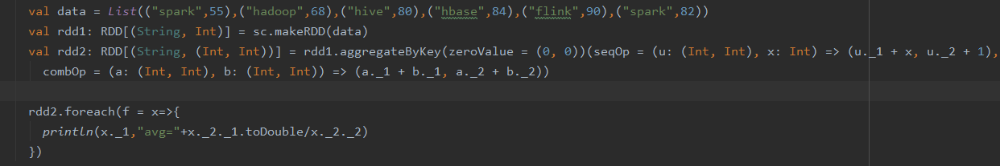 val data = List(("spark",55),("hadoop",68),("hive",80),("hbase",84),("flink",90),("spark",82))
val rdd1: RDD[(String, Int)] = sc.makeRDD(data)
val rdd2: RDD[(String, (Int, Int))] = rdd1.aggregateByKey(zeroValue = (0, 0))(seqOp = (u: (Int, Int), x: Int) => (u._1 + x, u._2 + 1),
combOp = (a: (Int, Int), b: (Int, Int)) => (a._1 + b._1, a._2 + b._2))
rdd2.foreach(f = x=>{
println(x._1,"avg="+x._2._1.toDouble/x._2._2)
})